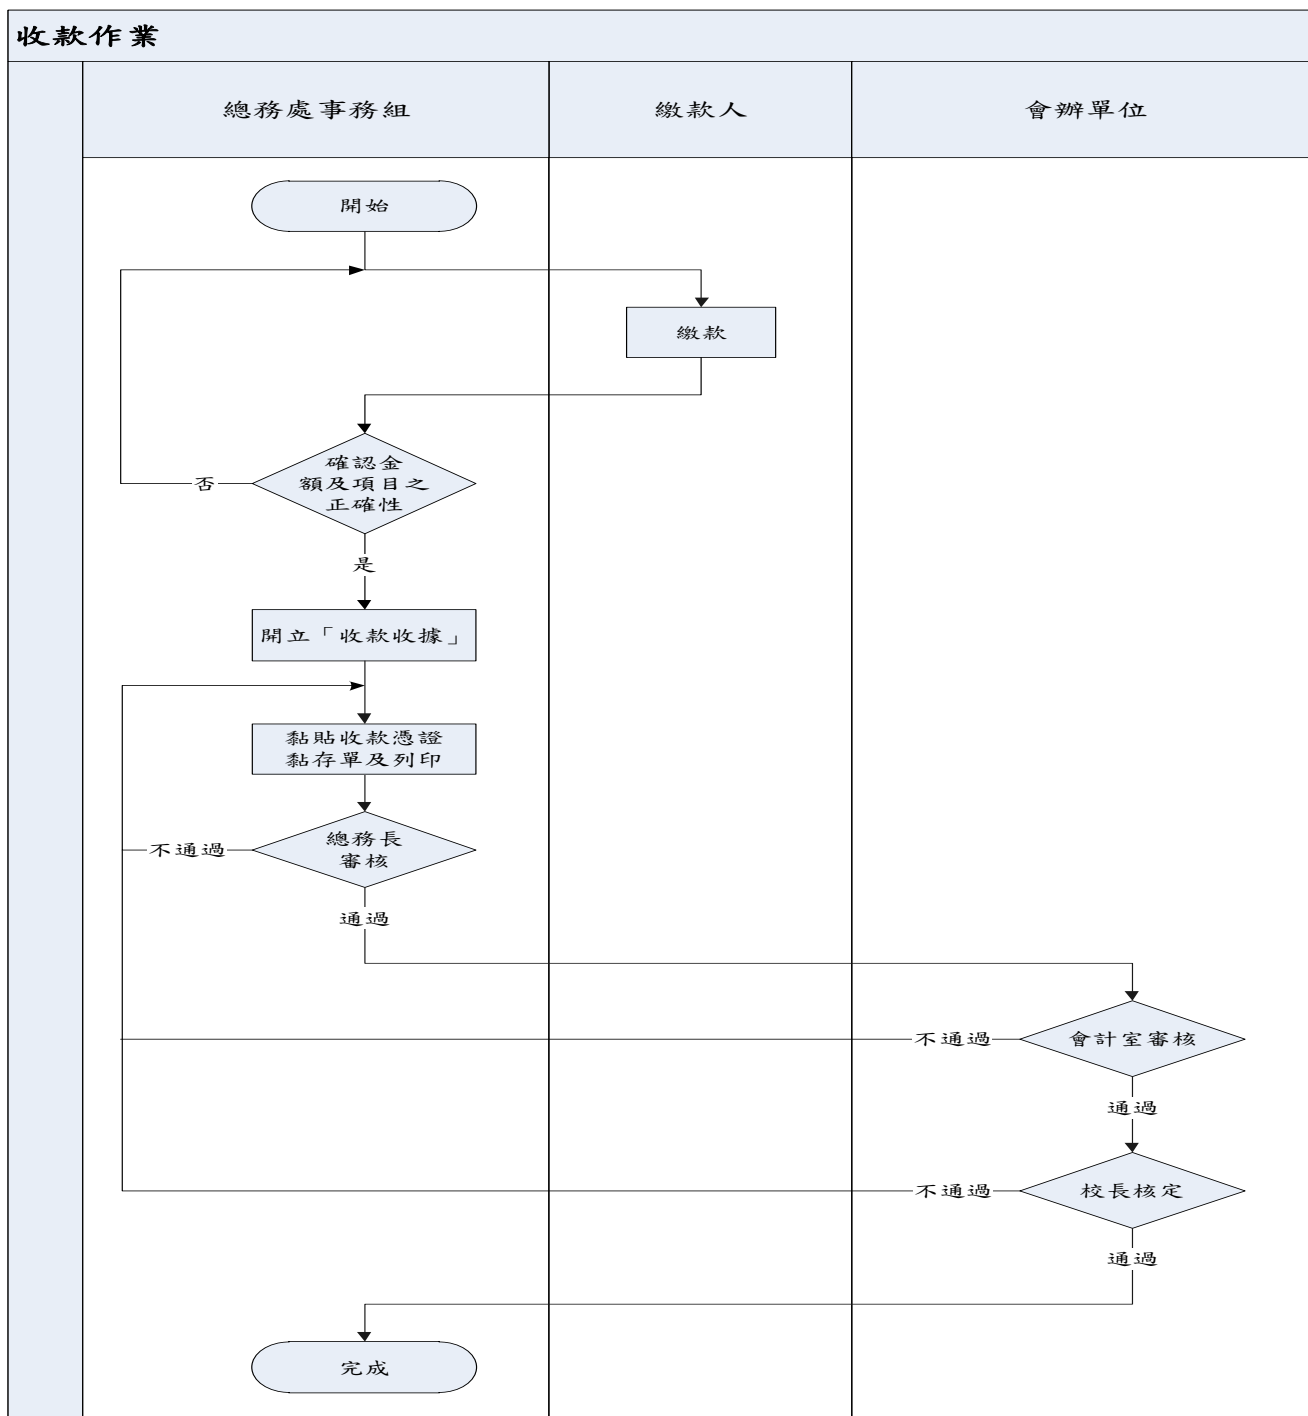 收款作業
總務處事務組
繳款人
會辦單位
開始
繳款
確認金
額及項目之
正確性
否
是
開立「收款收據」
黏貼收款憑證
黏存單及列印
總務長
審核
不通過
通過
會計室審核
不通過
通過
校長核定
不通過
通過
完成